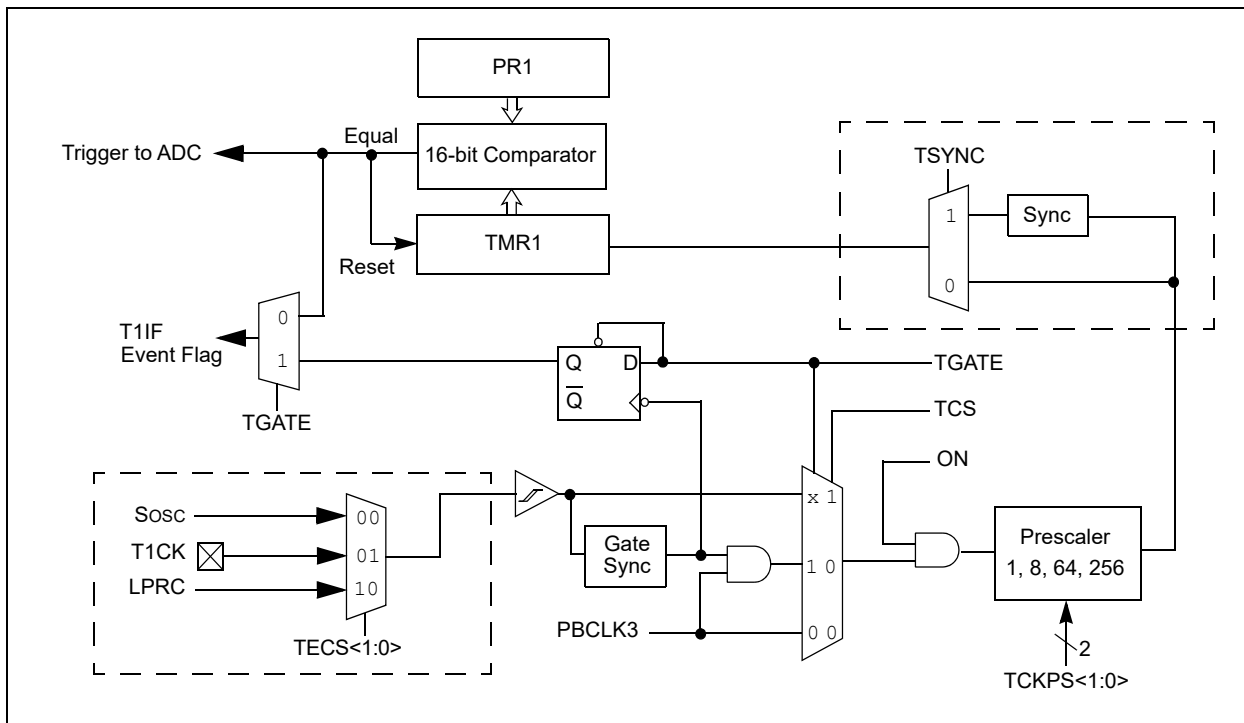 PR1
Equal
Trigger to ADC
16-bit Comparator
TSYNC
1
Sync
TMR1
Reset
0
0
T1IF
Event Flag
1
Q
D
TGATE
Q
TGATE
TCS
ON
x 1
SOSC
00
T1CK
01
Gate
Sync
1 0
Prescaler
1, 8, 64, 256
LPRC
10
PBCLK3
0 0
TECS<1:0>
2
TCKPS<1:0>